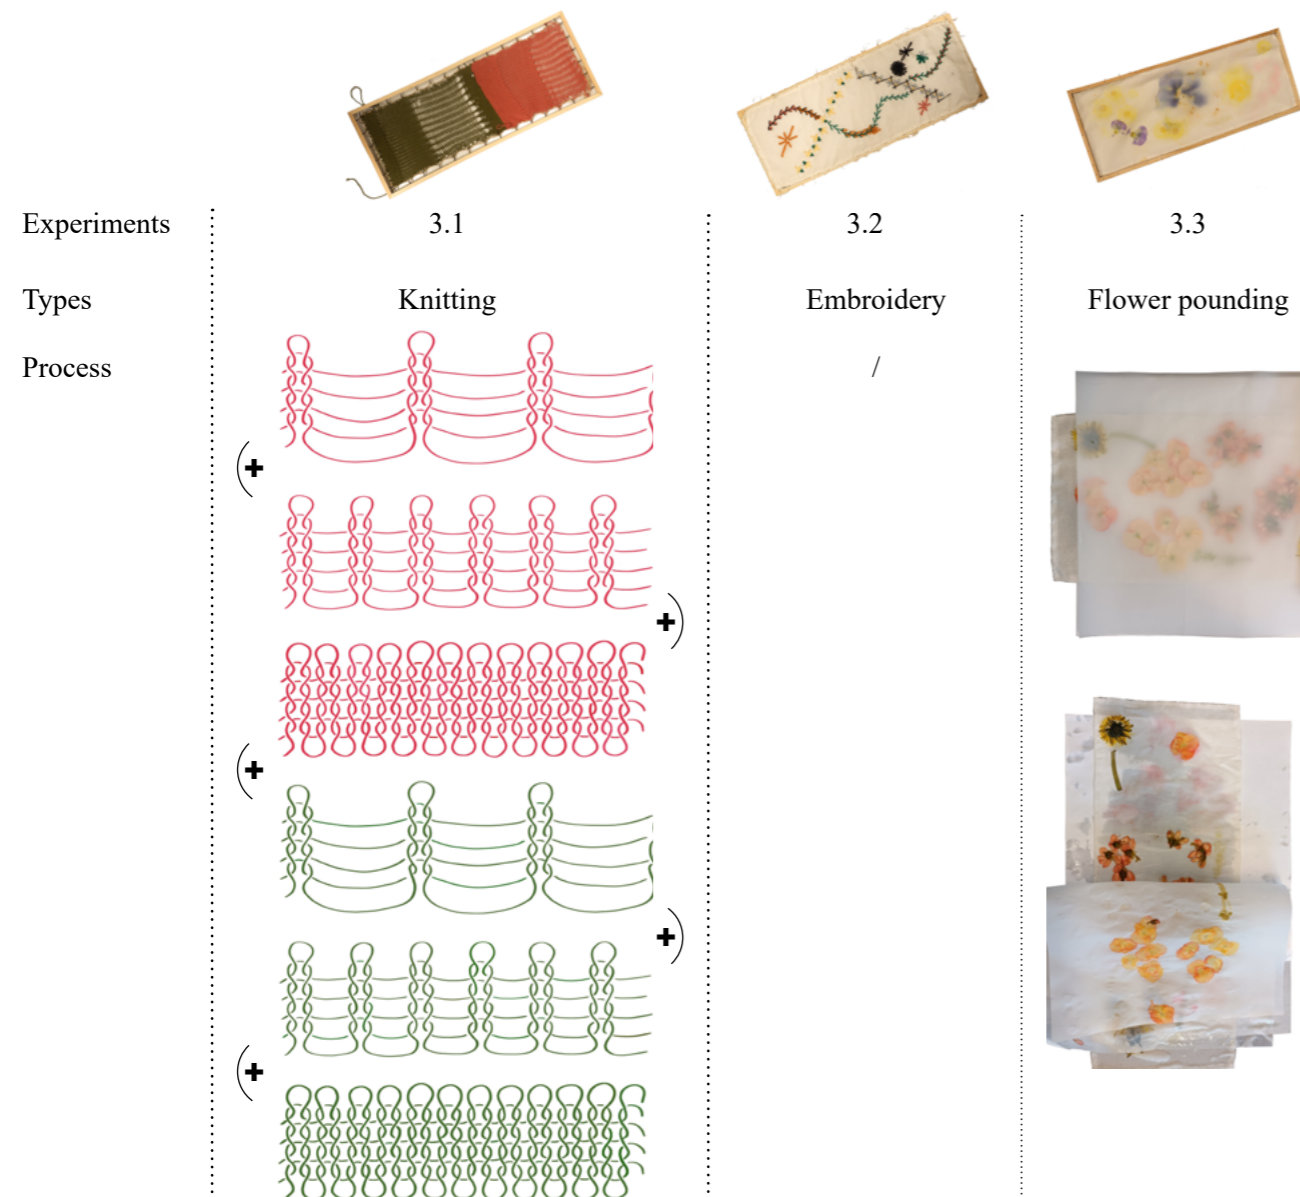 Experiments 3.1 3.2 3.3
Types Knitting Embroidery Flower pounding
Process /
+
+
+
+
+